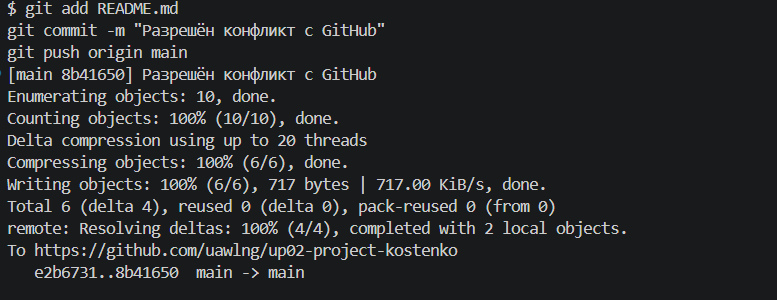 $ git add README.md
git commit -m "Разрешён конфликт с GitHub"
git push origin main
[main 8b41650] Разрешён конфликт с GitHub
Enumerating objects: 10, done.
Counting objects: 100% (10/10), done.
Delta compression using up to 20 threads
Compressing objects: 100% (6/6), done.
Writing objects: 100% (6/6), 717 bytes | 717.00 KiB/s, done.
Total 6 (delta 4), reused 0 (delta 0), pack-reused 0 (from 0)
remote: Resolving deltas: 100% (4/4), completed with 2 local objects.
To https://github.com/uawlng/up02-project-kostenko
   e2b6731..8b41650  main -> main